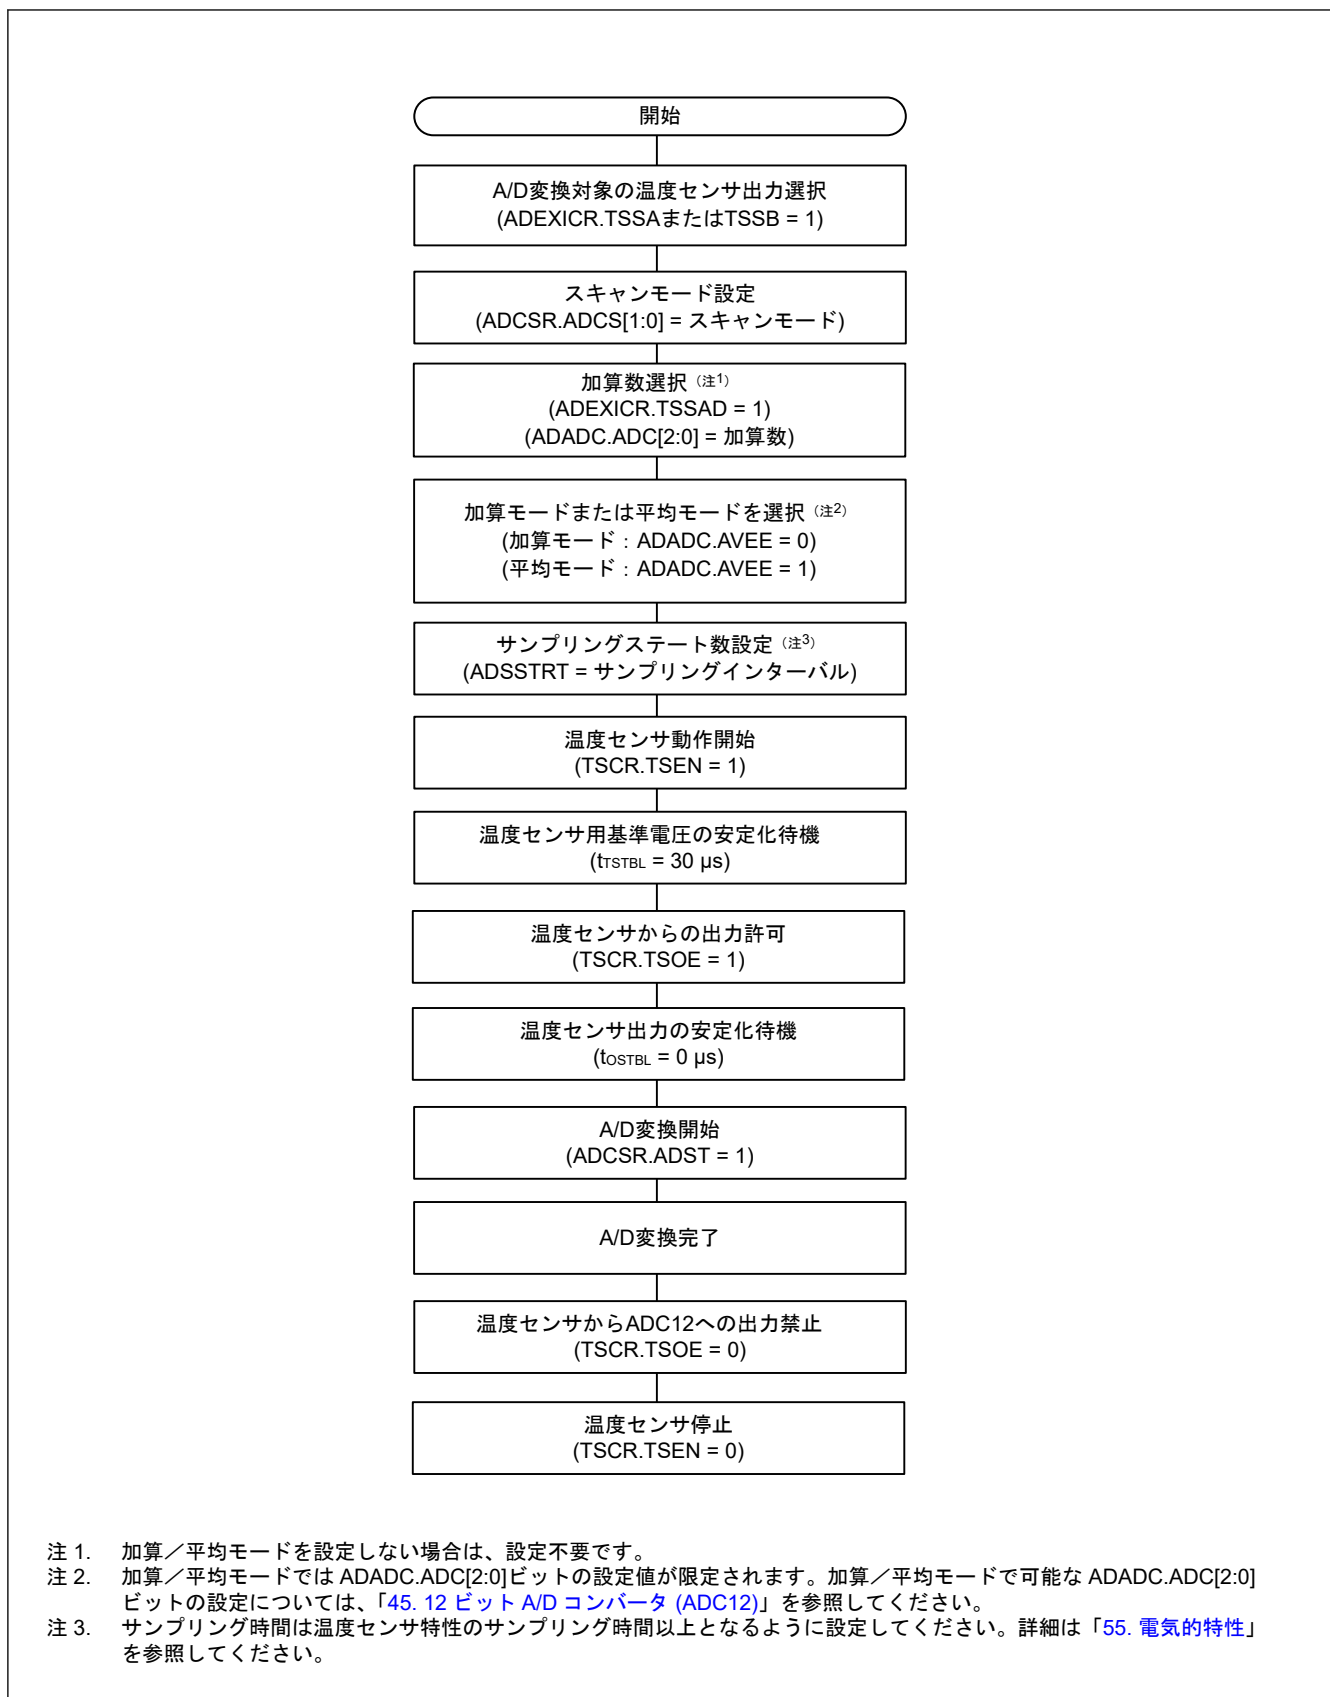 開始
A/D変換対象の温度センサ出力選択
(ADEXICR.TSSAまたはTSSB = 1)
スキャンモード設定
(ADCSR.ADCS[1:0] = スキャンモード)
加算数選択（注1）
(ADEXICR.TSSAD = 1)
(ADADC.ADC[2:0] = 加算数)
加算モードまたは平均モードを選択（注2）
(加算モード：ADADC.AVEE = 0)
(平均モード：ADADC.AVEE = 1)
サンプリングステート数設定（注3）
(ADSSTRT = サンプリングインターバル)
温度センサ動作開始
(TSCR.TSEN = 1)
温度センサ用基準電圧の安定化待機
(tTSTBL = 30 μs)
温度センサからの出力許可
(TSCR.TSOE = 1)
温度センサ出力の安定化待機
(tOSTBL = 0 μs)
A/D変換開始
(ADCSR.ADST = 1)
A/D変換完了
温度センサからADC12への出力禁止
(TSCR.TSOE = 0)
温度センサ停止
(TSCR.TSEN = 0)
注 1. 加算／平均モードを設定しない場合は、設定不要です。
注 2. 加算／平均モードでは ADADC.ADC[2:0]ビットの設定値が限定されます。加算／平均モードで可能な ADADC.ADC[2:0]
ビットの設定については、「45. 12 ビット A/D コンバータ (ADC12)」を参照してください。
注 3. サンプリング時間は温度センサ特性のサンプリング時間以上となるように設定してください。詳細は「55. 電気的特性」
を参照してください。